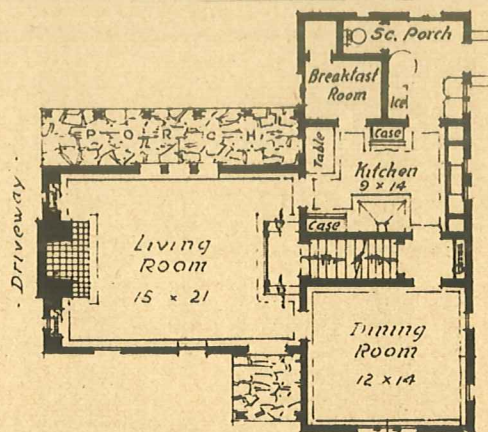 Sc. Porch
Breakfast
Room
Ice
PORCH
Table
Case
Kitchen
9 x 14
Case
- Driveway -
Living
Room
15 x 21
Dining
Room
12 x 14